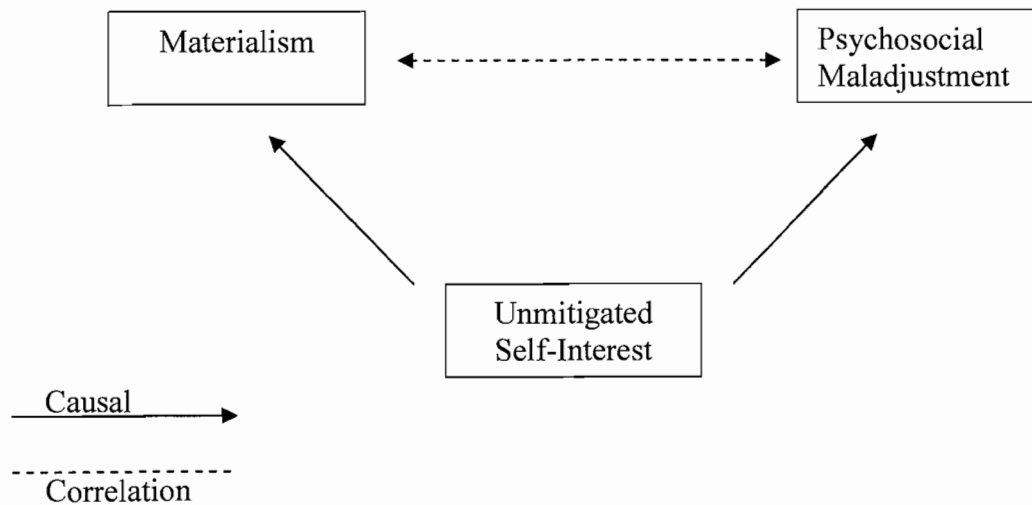 Materialism
Psychosocial
Maladjustment
Unmitigated
Self-Interest
Causal
Correlation